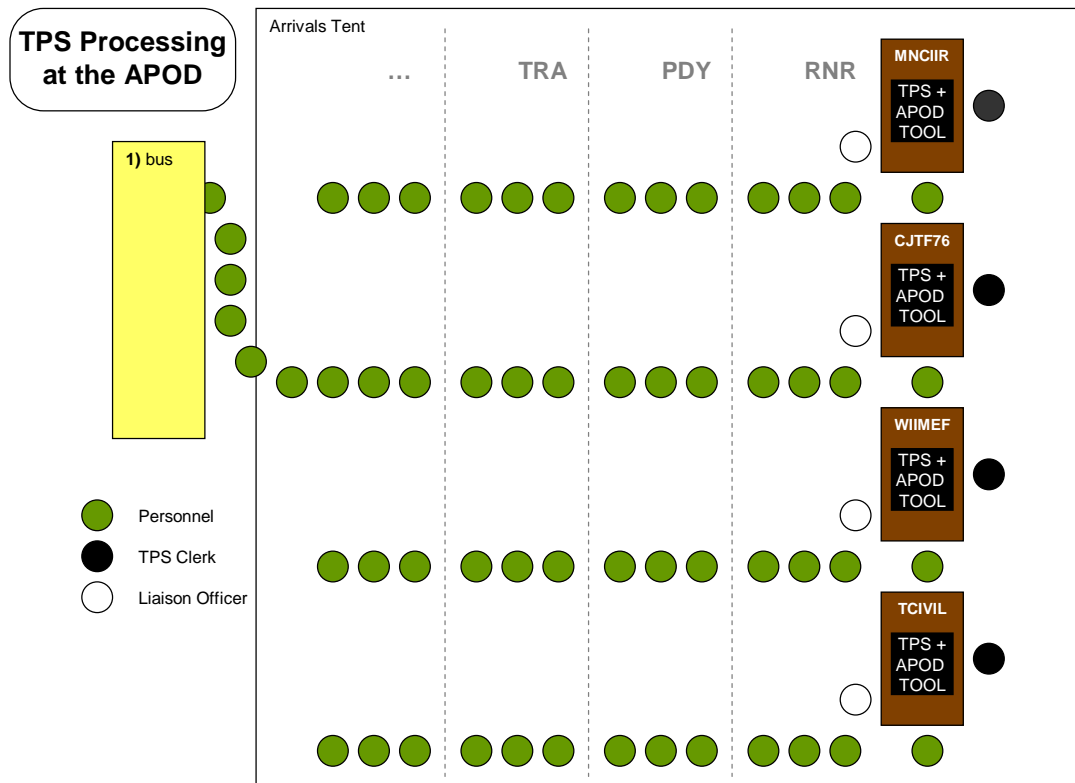 TPS Processing
at the APOD
Arrivals Tent
...
TRA
PDY
RNR
MNCIIR
TPS +
APOD
TOOL
1) bus
CJTF76
TPS +
APOD
TOOL
WIIMEF
TPS +
APOD
TOOL
Personnel
TPS Clerk
Liaison Officer
TCIVIL
TPS +
APOD
TOOL